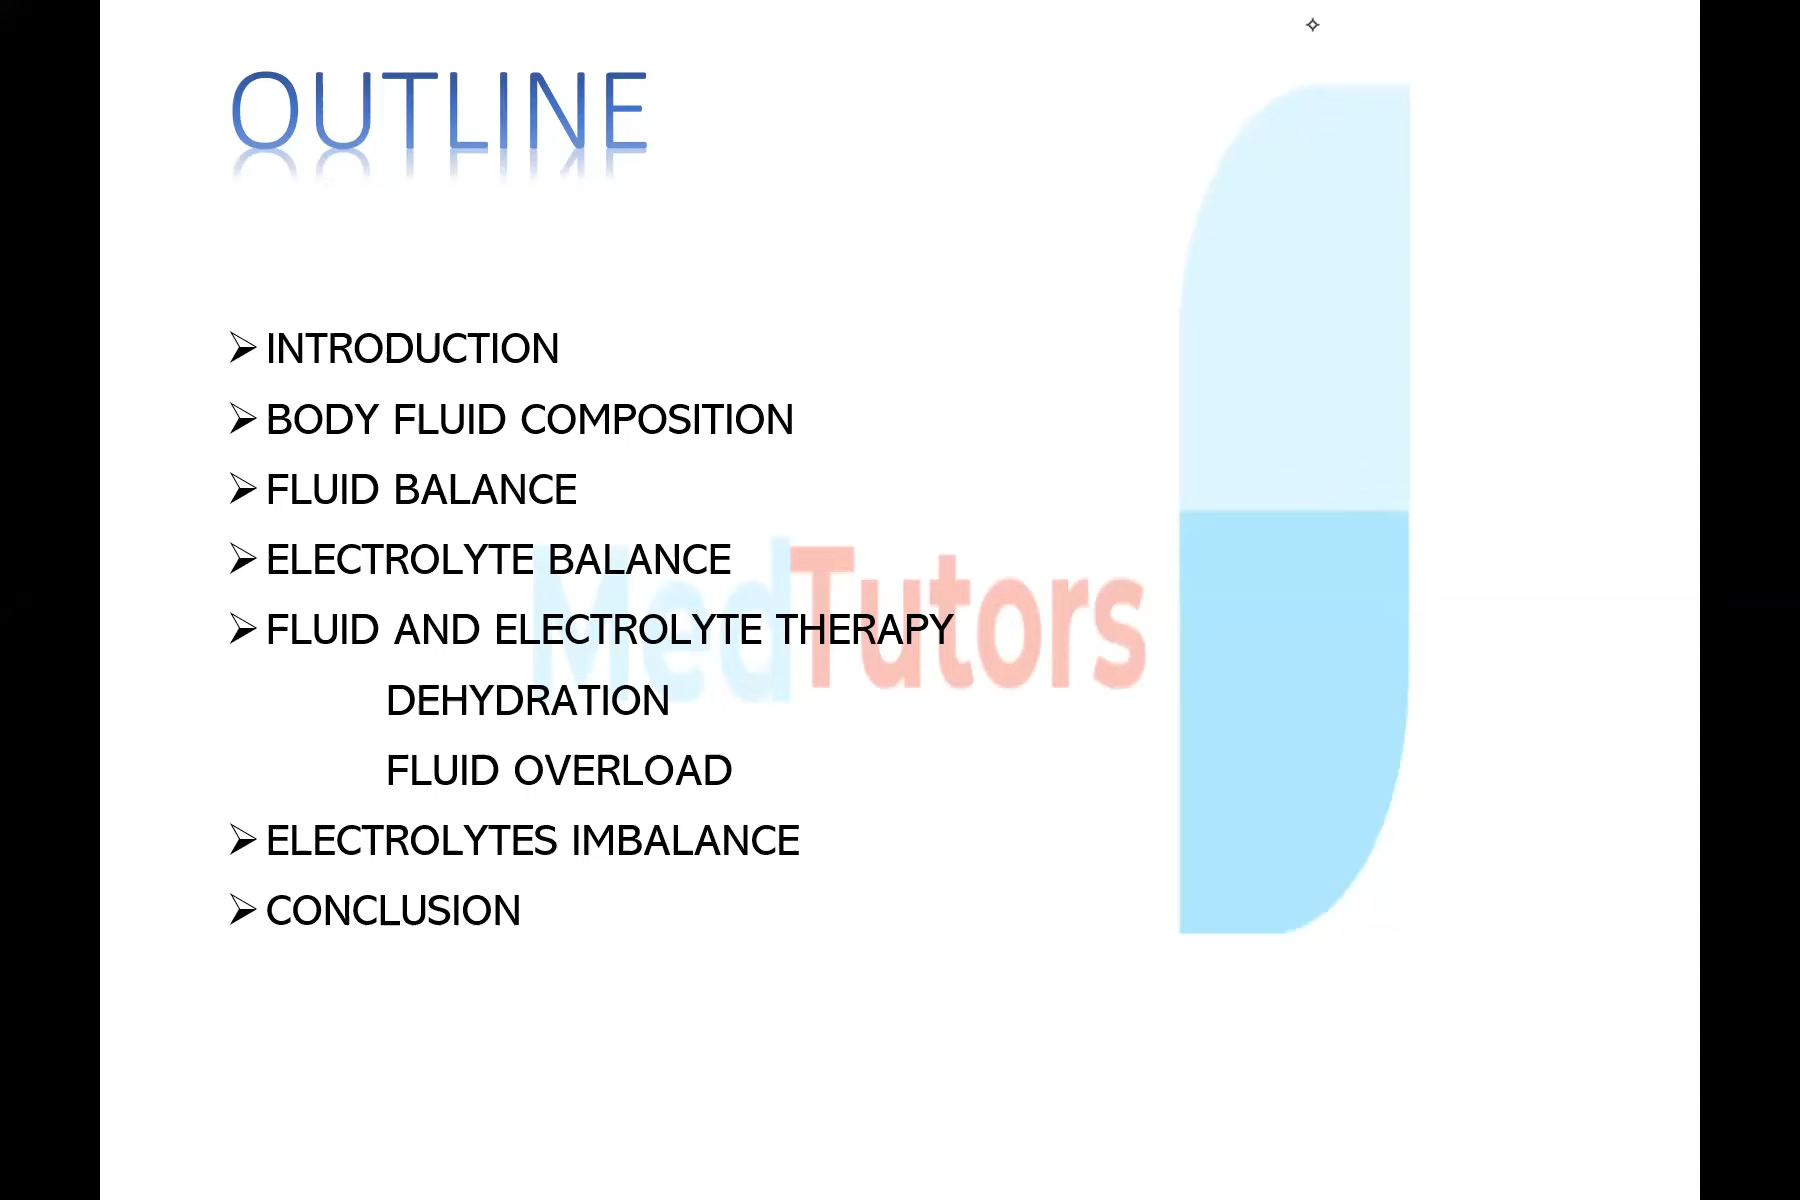 OUTLINE
➢ INTRODUCTION
➢ BODY FLUID COMPOSITION
➢ FLUID BALANCE
➢ ELECTROLYTE BALANCE
➢ FLUID AND ELECTROLYTE THERAPY
DEHYDRATION
FLUID OVERLOAD
➢ ELECTROLYTES IMBALANCE
➢ CONCLUSION
MedTutors